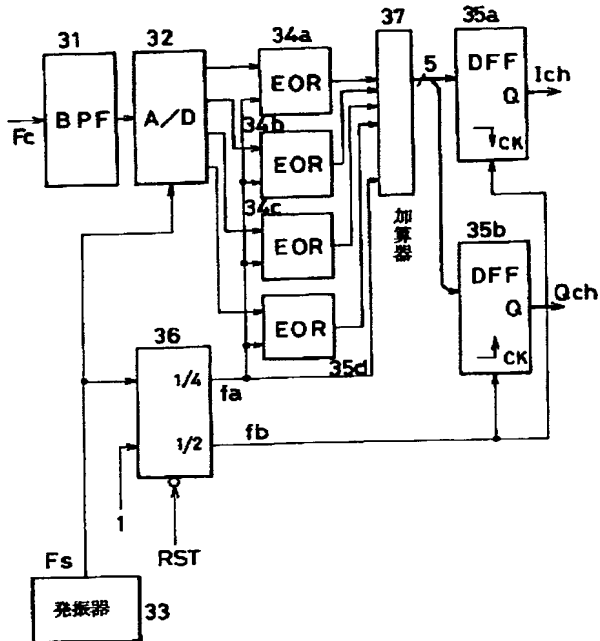 31
32
34a
37
35a
BPF
A/D
EOR
5
DFF
Q
Ich
CK
Fc
34b
EOR
34c
EOR
加算器
35b
DFF
Q
Qch
CK
EOR
35d
36
1/4
fa
1/2
fb
1
RST
Fs
発振器
33